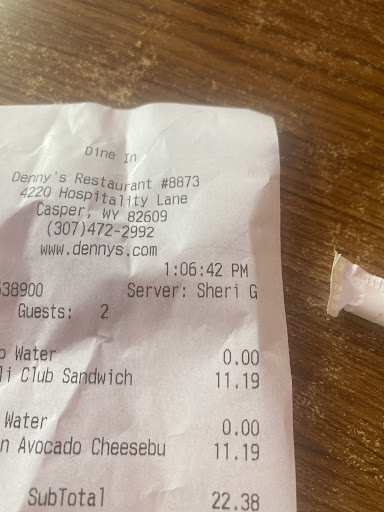 Dine In
Denny's Restaurant #8873
4220 Hospitality Lane
Casper, WY 82609
(307)472-2992
www.dennys.com
1:06:42 PM
538900 Server: Sheri G
Guests: 2
Water 0.00
Club Sandwich 11.19
Water 0.00
Avocado Cheesebu 11.19
SubTotal 22.38